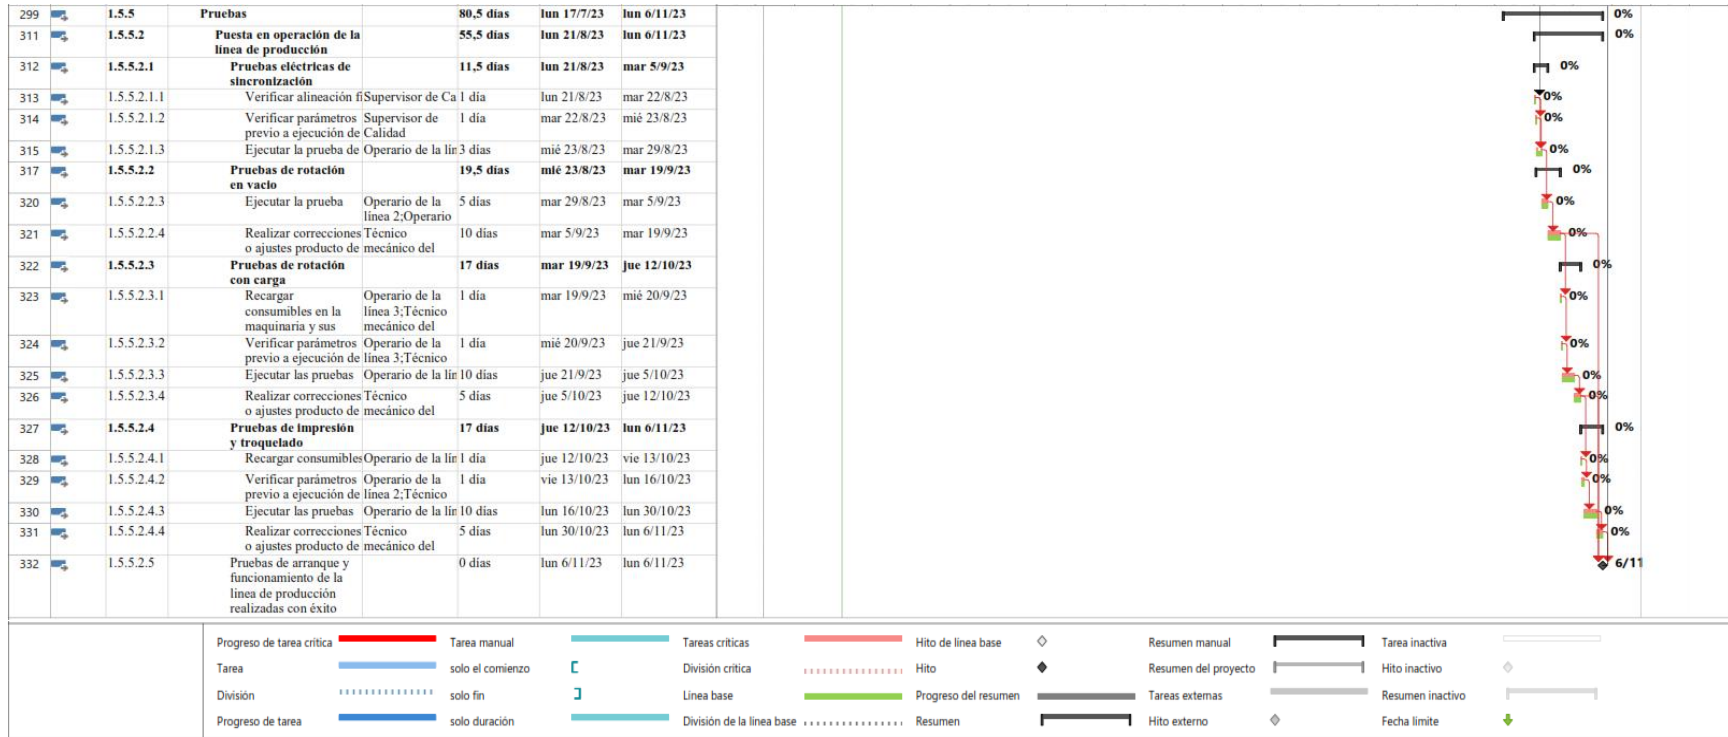 299 1.5.5 Pruebas 80,5 días lun 17/7/23 lun 6/11/23 0%
311 1.5.5.2 Puesta en operación de la 55,5 días lun 21/8/23 lun 6/11/23 0%
línea de producción
312 1.5.5.2.1 Pruebas eléctricas de 11,5 días lun 21/8/23 mar 5/9/23 0%
sincronización
313 1.5.5.2.1.1 Verificar alineación fi Supervisor de Ca 1 día lun 21/8/23 mar 22/8/23 0%
314 1.5.5.2.1.2 Verificar parámetros Supervisor de 1 día mar 22/8/23 mié 23/8/23 0%
previo a ejecución de Calidad
315 1.5.5.2.1.3 Ejecutar la prueba de Operario de la lín 3 días mié 23/8/23 mar 29/8/23 0%
317 1.5.5.2.2 Pruebas de rotación 19,5 días mié 23/8/23 mar 19/9/23 0%
en vacio
320 1.5.5.2.2.3 Ejecutar la prueba Operario de la 5 días mar 29/8/23 mar 5/9/23 0%
línea 2;Operario
321 1.5.5.2.2.4 Realizar correcciones Técnico 10 días mar 5/9/23 mar 19/9/23 0%
o ajustes producto de mecánico del
322 1.5.5.2.3 Pruebas de rotación 17 días mar 19/9/23 jue 12/10/23 0%
con carga
323 1.5.5.2.3.1 Recargar Operario de la 1 día mar 19/9/23 mié 20/9/23 0%
consumibles en la línea 3;Técnico
maquinaria y sus mecánico del
324 1.5.5.2.3.2 Verificar parámetros Operario de la 1 día mié 20/9/23 jue 21/9/23 0%
previo a ejecución de línea 3;Técnico
325 1.5.5.2.3.3 Ejecutar las pruebas Operario de la lín 10 días jue 21/9/23 jue 5/10/23 0%
326 1.5.5.2.3.4 Realizar correcciones Técnico 5 días jue 5/10/23 jue 12/10/23 0%
o ajustes producto de mecánico del
327 1.5.5.2.4 Pruebas de impresión 17 días jue 12/10/23 lun 6/11/23 0%
y troquelado
328 1.5.5.2.4.1 Recargar consumibles Operario de la lín 1 día jue 12/10/23 vie 13/10/23 0%
329 1.5.5.2.4.2 Verificar parámetros Operario de la 1 día vie 13/10/23 lun 16/10/23 0%
previo a ejecución de línea 2;Técnico
330 1.5.5.2.4.3 Ejecutar las pruebas Operario de la lín 10 días lun 16/10/23 lun 30/10/23 0%
331 1.5.5.2.4.4 Realizar correcciones Técnico 5 días lun 30/10/23 lun 6/11/23 0%
o ajustes producto de mecánico del
332 1.5.5.2.5 Pruebas de arranque y 0 días lun 6/11/23 lun 6/11/23 6/11
funcionamiento de la
linea de producción
realizadas con éxito
Progreso de tarea crítica Tarea manual Tareas críticas Hito de línea base Resumen manual Tarea inactiva
Tarea solo el comienzo División crítica Hito Resumen del proyecto Hito inactivo
División solo fin Línea base Progreso del resumen Tareas externas Resumen inactivo
Progreso de tarea solo duración División de la línea base Resumen Hito externo Fecha límite